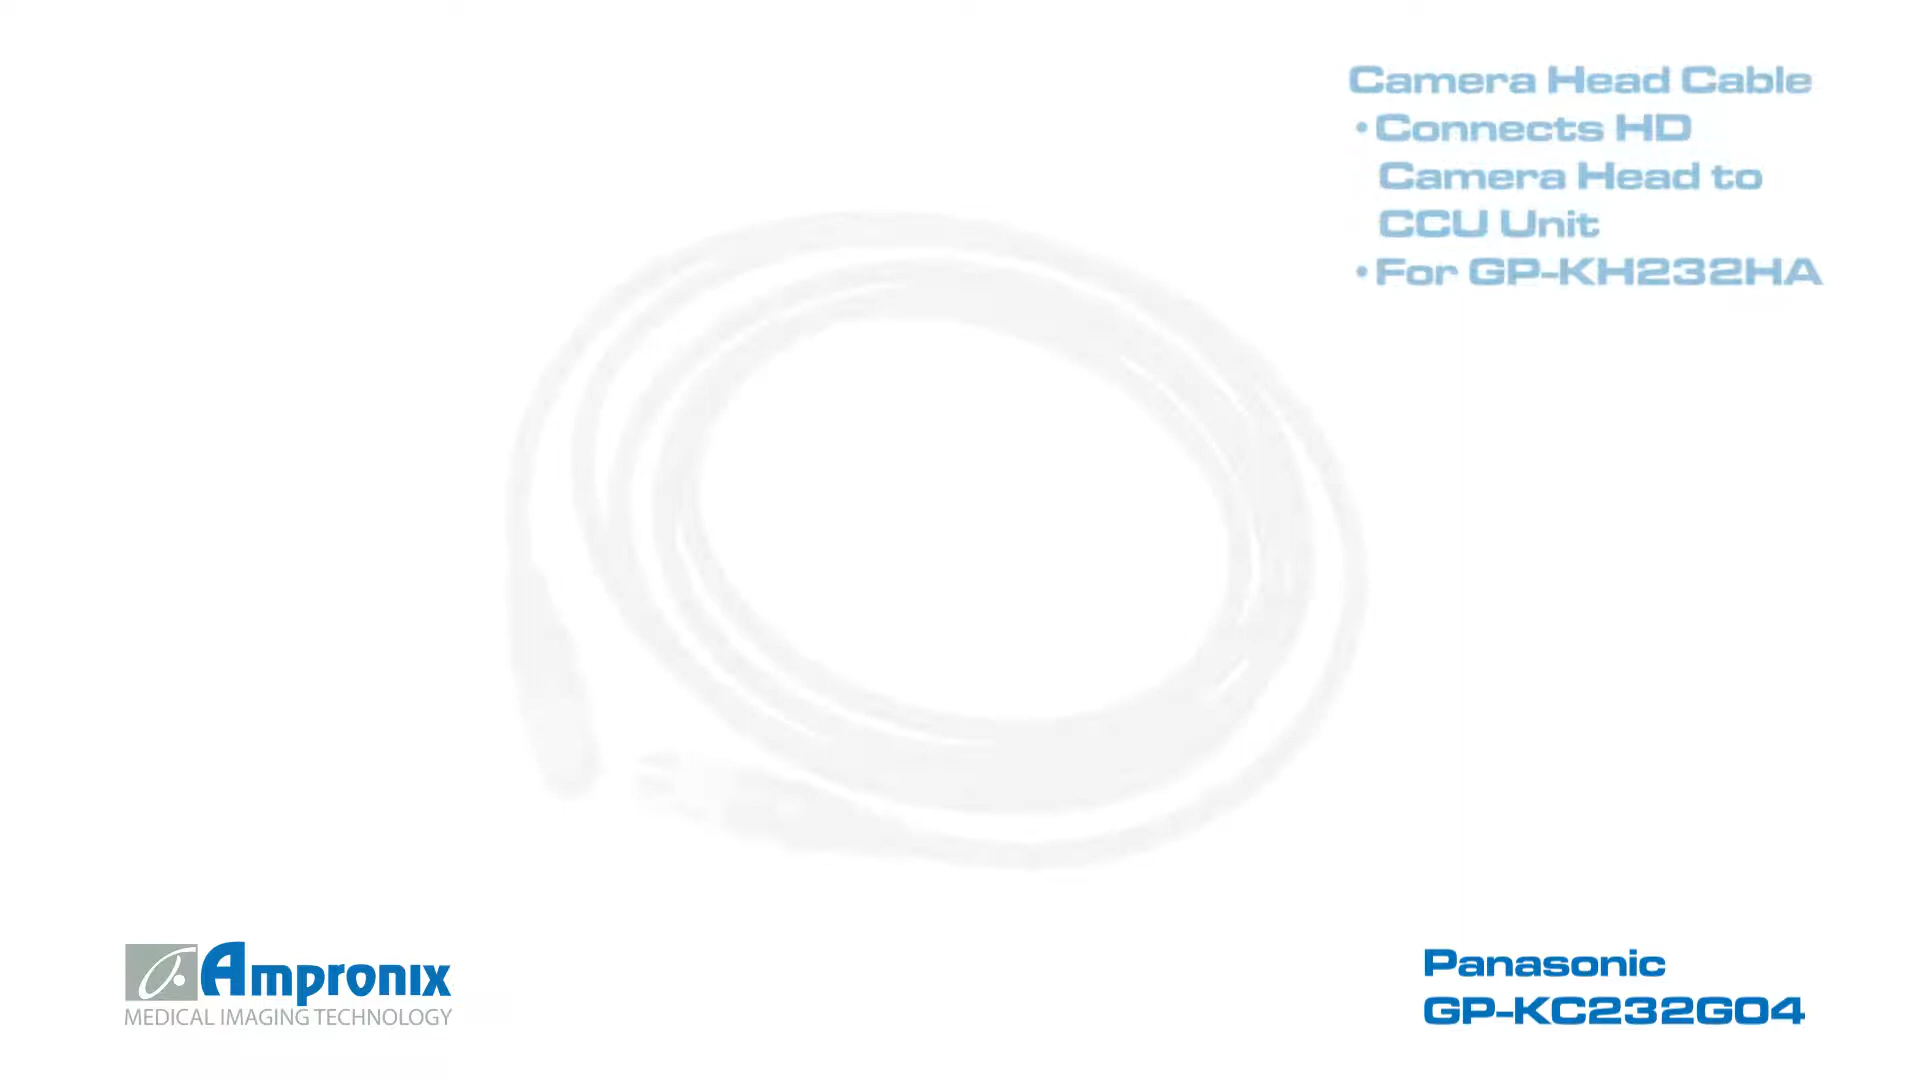 Camera Head Cable
•Connects HD
Camera Head to
CCU Unit
•For GP-KH232HA
Ampronix
MEDICAL IMAGING TECHNOLOGY
Panasonic
GP-KC232G04